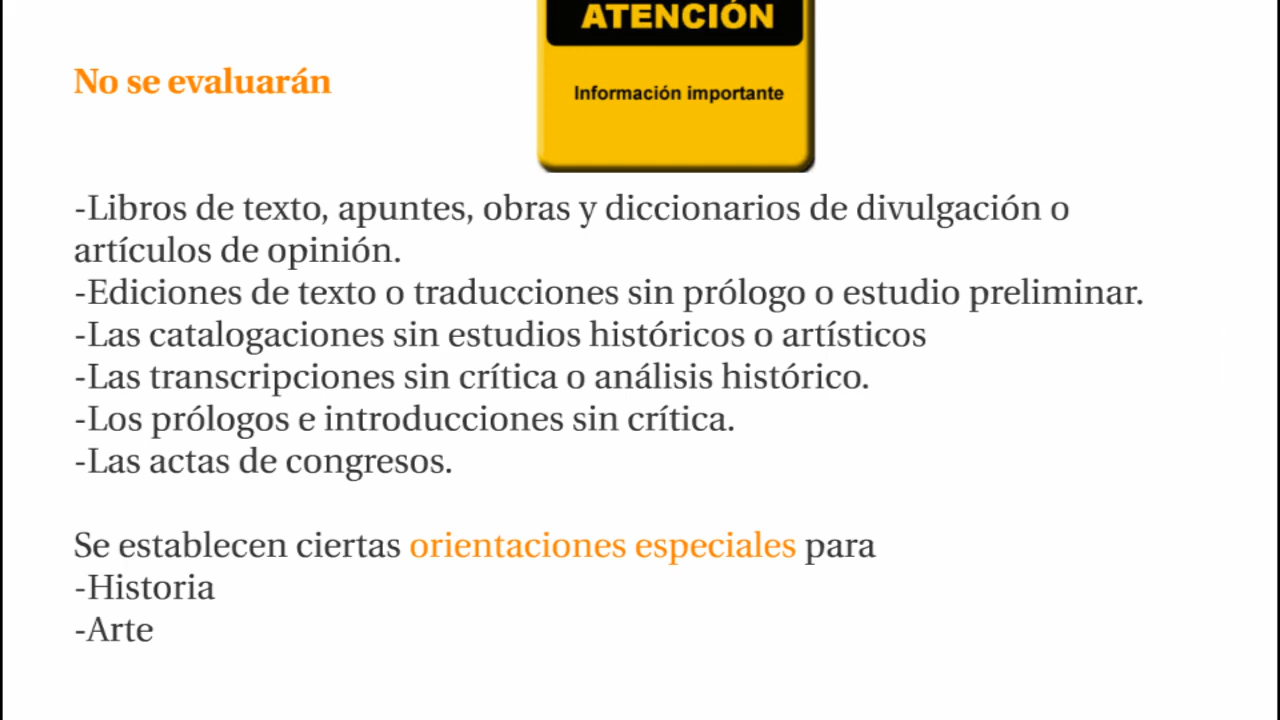 ATENCIÓN
No se evaluarán
Información importante
-Libros de texto, apuntes, obras y diccionarios de divulgación o
artículos de opinión.
-Ediciones de texto o traducciones sin prólogo o estudio preliminar.
-Las catalogaciones sin estudios históricos o artísticos
-Las transcripciones sin crítica o análisis histórico.
-Los prólogos e introducciones sin crítica.
-Las actas de congresos.
Se establecen ciertas orientaciones especiales para
-Historia
-Arte